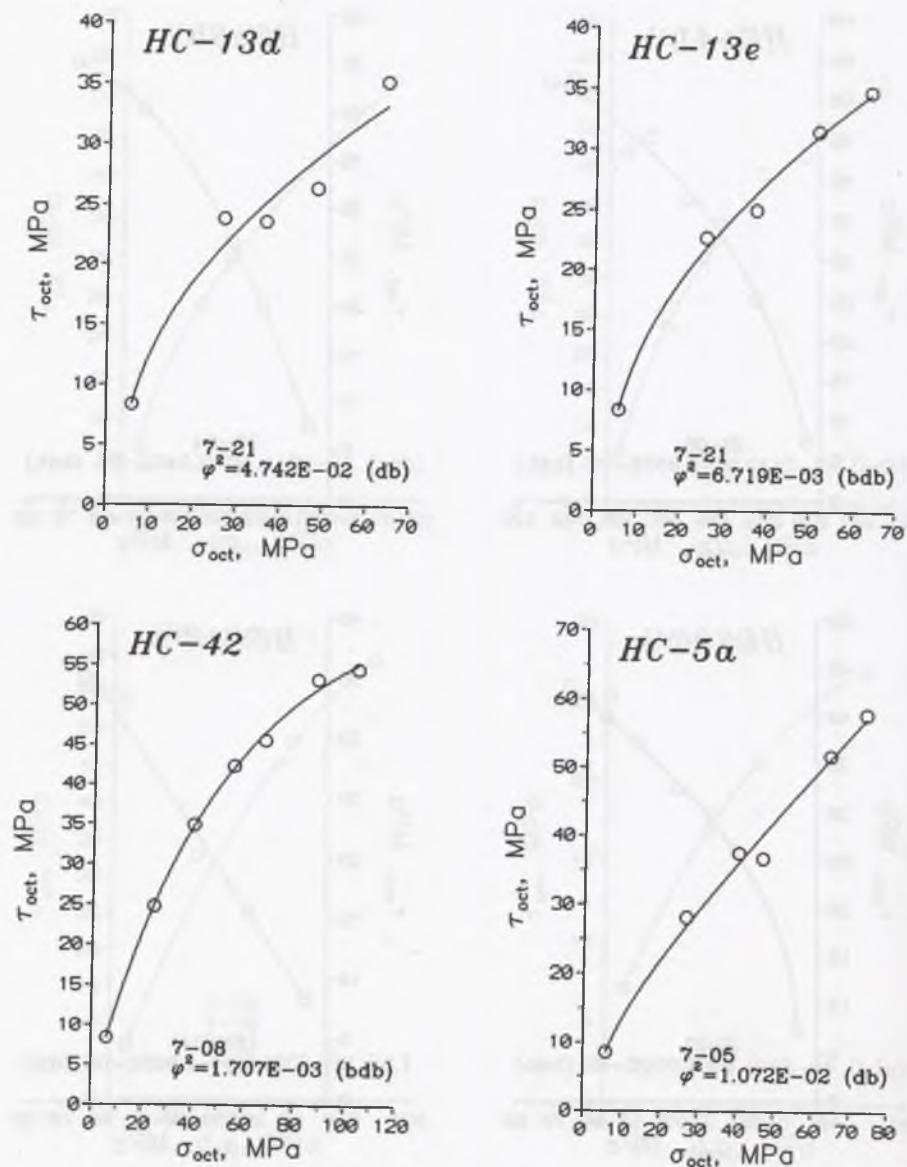 HC-13d
40
35
30
25
20
15
10
5
0
τoct, MPa
7-21
φ²=4.742E-02 (db)
0 10 20 30 40 50 60 70
σoct, MPa
HC-13e
40
35
30
25
20
15
10
5
0
τoct, MPa
7-21
φ²=6.719E-03 (bdb)
0 10 20 30 40 50 60 70
σoct, MPa
HC-42
60
55
50
45
40
35
30
25
20
15
10
5
0
τoct, MPa
7-08
φ²=1.707E-03 (bdb)
0 20 40 60 80 100 120
σoct, MPa
HC-5a
70
60
50
40
30
20
10
0
τoct, MPa
7-05
φ²=1.072E-02 (db)
0 10 20 30 40 50 60 70 80
σoct, MPa